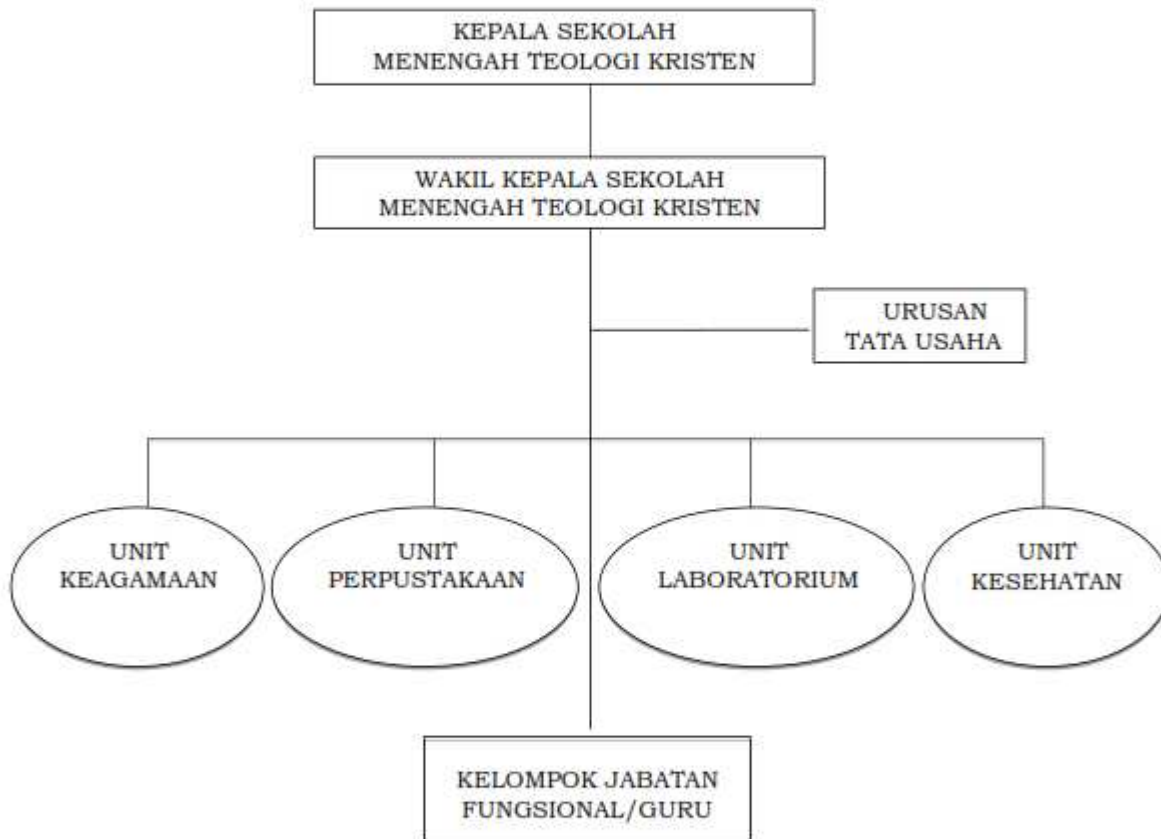 KEPALA SEKOLAH
MENENGAH TEOLOGI KRISTEN
WAKIL KEPALA SEKOLAH
MENENGAH TEOLOGI KRISTEN
URUSAN
TATA USAHA
UNIT
KEAGAMAAN
UNIT
PERPUSTAKAAN
UNIT
LABORATORIUM
UNIT
KESEHATAN
KELOMPOK JABATAN
FUNGSIONAL/GURU